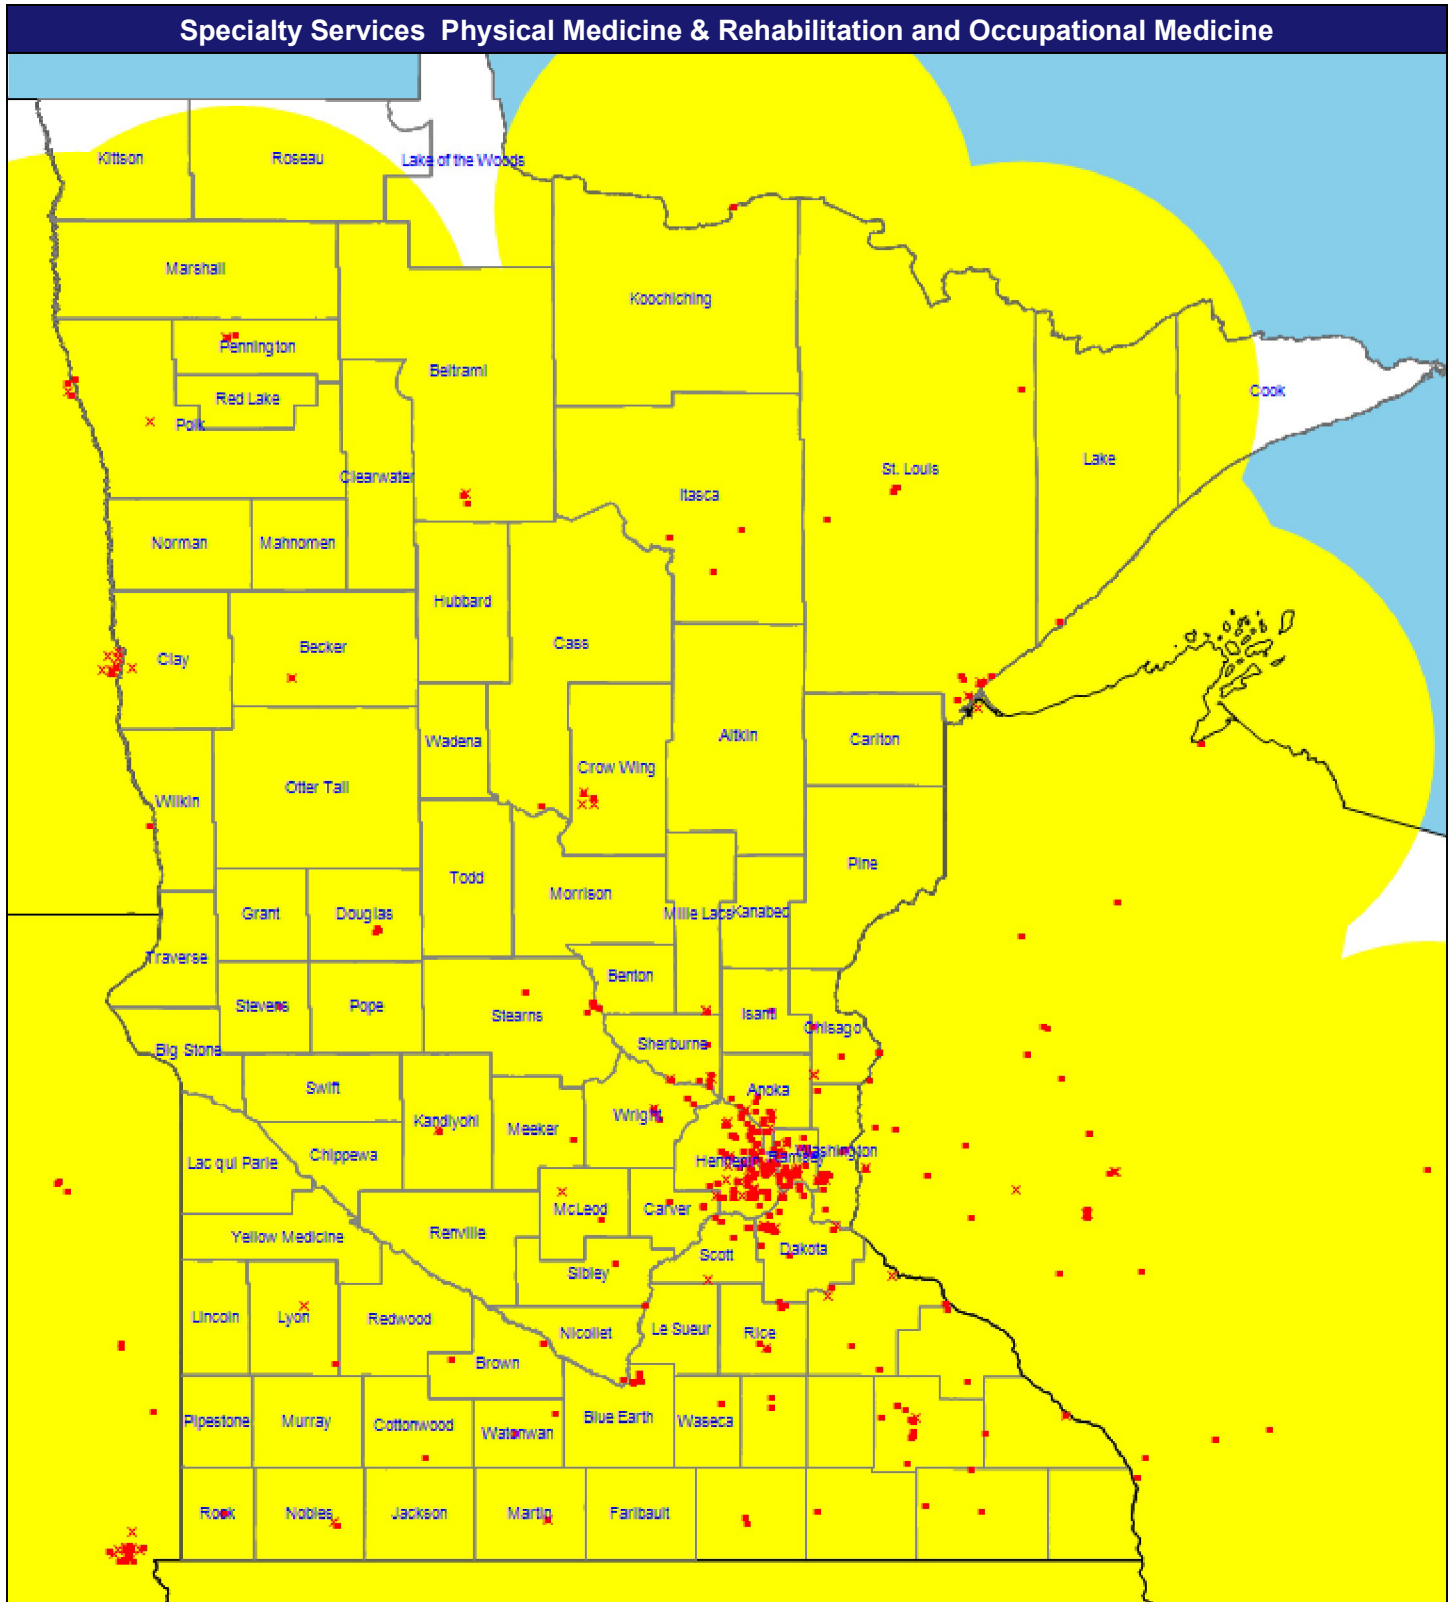 Specialty Services  Physical Medicine & Rehabilitation and Occupational Medicine
Kittson
Roseau
Lake of the Woods
Marshall
Koochiching
Pennington
Beltrami
Red Lake
Cook
Polk
Clearwater
Lake
St. Louis
Itasca
Norman
Mahnomen
Hubbard
Cass
Becker
Clay
Wadena
Aitkin
Carlton
Crow Wing
Otter Tail
Wilkin
Pine
Todd
Morrison
Grant
Douglas
Mille Lacs
Kanabec
Traverse
Benton
Stevens
Pope
Stearns
Isanti
Chisago
Sherburne
Big Stone
Swift
Anoka
Wright
Kandiyohi
Meeker
Chippewa
Washington
Hennepin
Ramsey
Lac qui Parle
McLeod
Carver
Renville
Yellow Medicine
Scott
Dakota
Sibley
Lincoln
Lyon
Redwood
Nicollet
Le Sueur
Rice
Brown
Pipestone
Murray
Cottonwood
Watonwan
Blue Earth
Waseca
Rock
Nobles
Jackson
Martin
Faribault